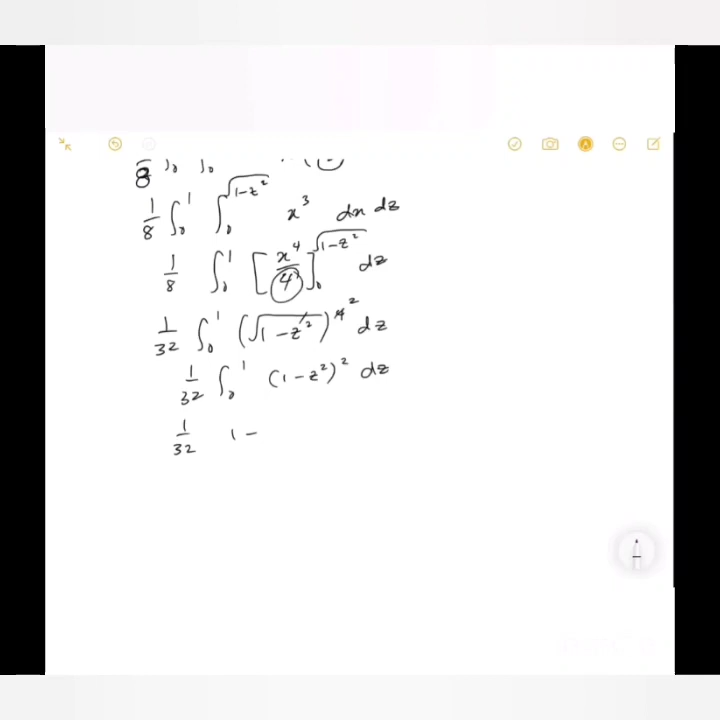 1/8 ∫₀¹ ∫₀^√(1-z²) x³ dx dz
1/8 ∫₀¹ [x⁴/4]₀^√(1-z²) dz
1/32 ∫₀¹ (√(1-z²))⁴ ² dz
1/32 ∫₀¹ (1-z²)² dz
1/32 1 -